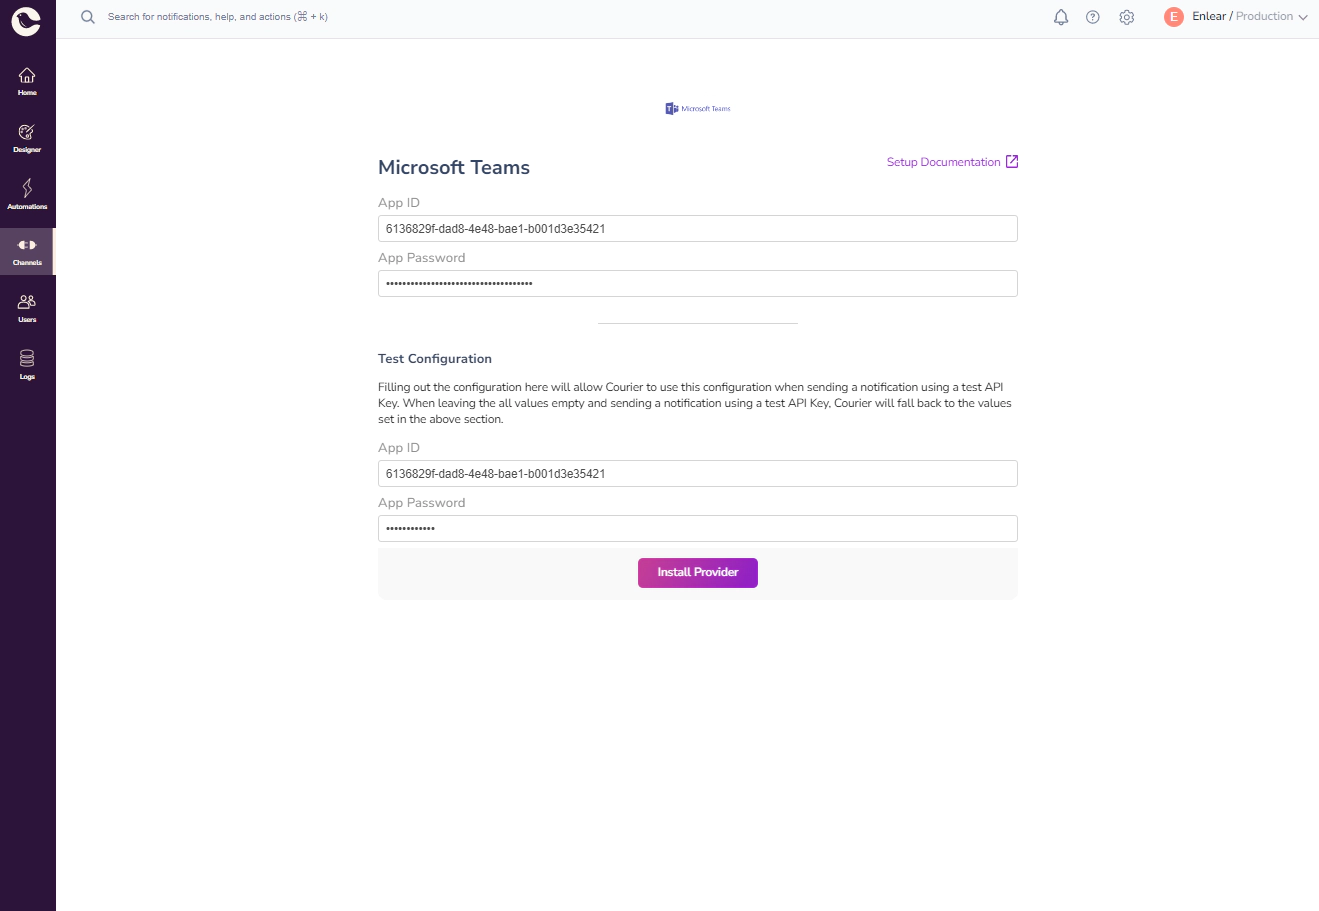 Search for notifications, help, and actions (⌘ + k)
E
Enlear / Production
Home
Designer
Automations
Channels
Users
Logs
T
Microsoft Teams
Microsoft Teams
Setup Documentation
App ID
6136829f-dad8-4e48-bae1-b001d3e35421
App Password
••••••••••••••••••••••••••••••••••••
Test Configuration
Filling out the configuration here will allow Courier to use this configuration when sending a notification using a test API
Key. When leaving the all values empty and sending a notification using a test API Key, Courier will fall back to the values
set in the above section.
App ID
6136829f-dad8-4e48-bae1-b001d3e35421
App Password
••••••••••••
Install Provider